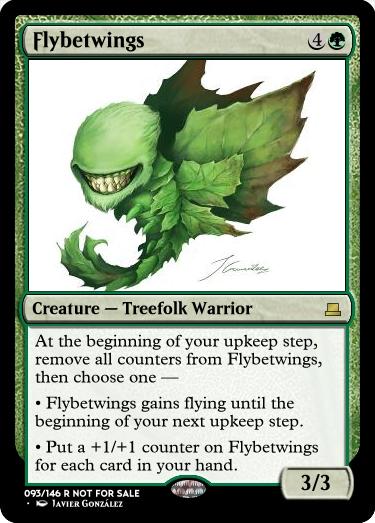 Flybetwings 4
J González
Creature — Treefolk Warrior
At the beginning of your upkeep step,
remove all counters from Flybetwings,
then choose one —
• Flybetwings gains flying until the
beginning of your next upkeep step.
• Put a +1/+1 counter on Flybetwings
for each card in your hand.
3/3
093/146 R NOT FOR SALE
• Javier González